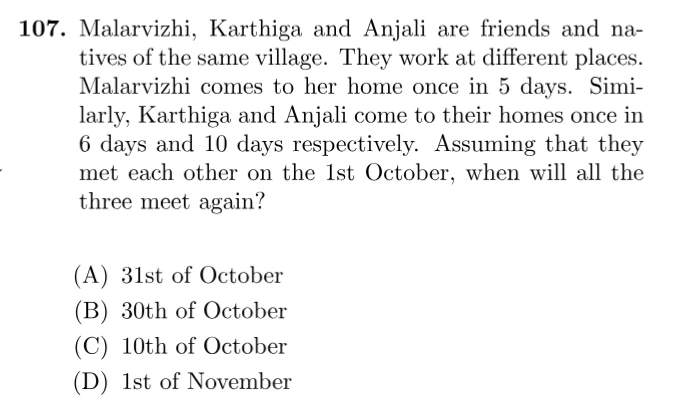 107. Malarvizhi, Karthiga and Anjali are friends and na-
tives of the same village. They work at different places.
Malarvizhi comes to her home once in 5 days. Simi-
larly, Karthiga and Anjali come to their homes once in
6 days and 10 days respectively. Assuming that they
met each other on the 1st October, when will all the
three meet again?
(A) 31st of October
(B) 30th of October
(C) 10th of October
(D) 1st of November